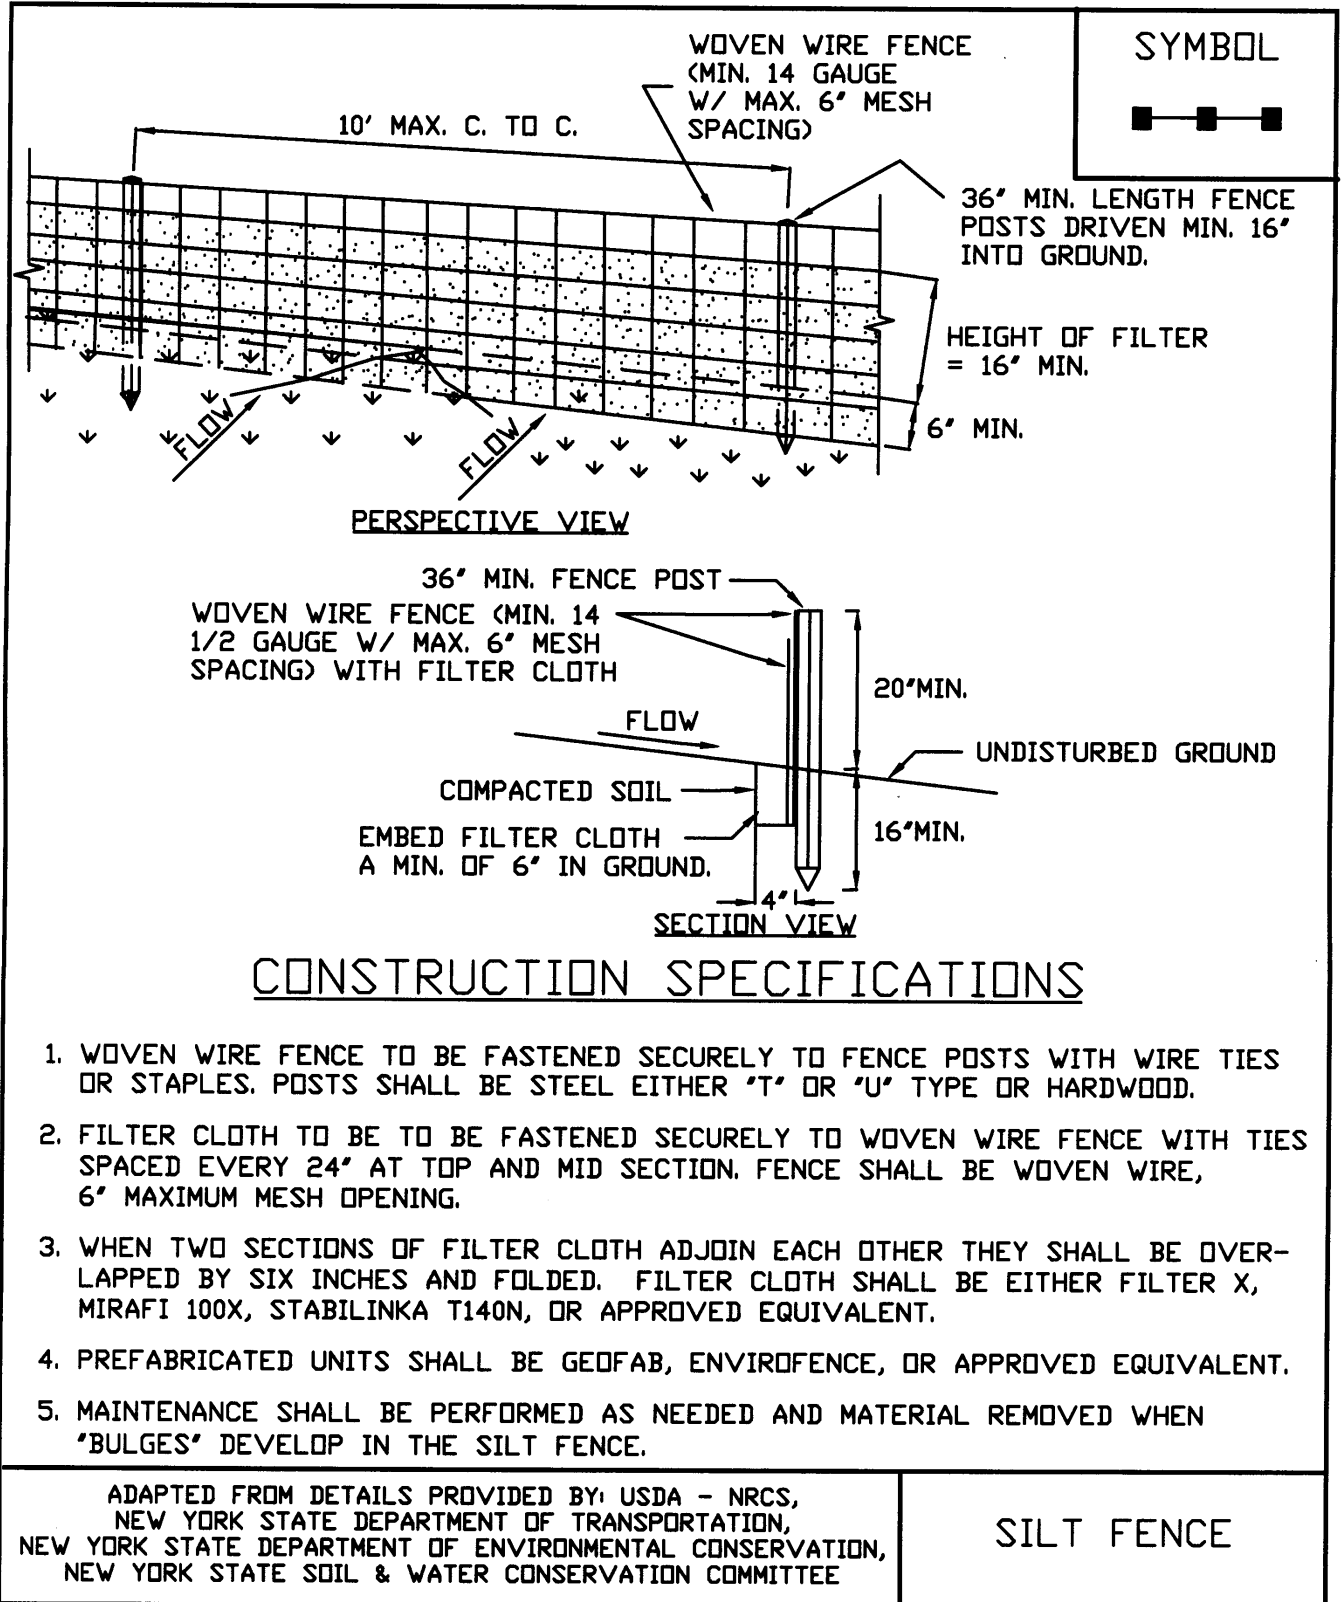 SYMBOL
WOVEN WIRE FENCE
(MIN. 14 GAUGE
W/ MAX. 6" MESH
SPACING)
10' MAX. C. TO C.
36" MIN. LENGTH FENCE
POSTS DRIVEN MIN. 16"
INTO GROUND.
HEIGHT OF FILTER
= 16" MIN.
6" MIN.
FLOW
FLOW
PERSPECTIVE VIEW
36" MIN. FENCE POST
WOVEN WIRE FENCE (MIN. 14
1/2 GAUGE W/ MAX. 6" MESH
SPACING) WITH FILTER CLOTH
20"MIN.
FLOW
UNDISTURBED GROUND
COMPACTED SOIL
EMBED FILTER CLOTH
A MIN. OF 6" IN GROUND.
16"MIN.
4"
SECTION VIEW
CONSTRUCTION SPECIFICATIONS
1. WOVEN WIRE FENCE TO BE FASTENED SECURELY TO FENCE POSTS WITH WIRE TIES
OR STAPLES. POSTS SHALL BE STEEL EITHER "T" OR "U" TYPE OR HARDWOOD.
2. FILTER CLOTH TO BE TO BE FASTENED SECURELY TO WOVEN WIRE FENCE WITH TIES
SPACED EVERY 24" AT TOP AND MID SECTION. FENCE SHALL BE WOVEN WIRE,
6" MAXIMUM MESH OPENING.
3. WHEN TWO SECTIONS OF FILTER CLOTH ADJOIN EACH OTHER THEY SHALL BE OVER-
LAPPED BY SIX INCHES AND FOLDED. FILTER CLOTH SHALL BE EITHER FILTER X,
MIRAFI 100X, STABILINKA T140N, OR APPROVED EQUIVALENT.
4. PREFABRICATED UNITS SHALL BE GEOFAB, ENVIROFENCE, OR APPROVED EQUIVALENT.
5. MAINTENANCE SHALL BE PERFORMED AS NEEDED AND MATERIAL REMOVED WHEN
"BULGES" DEVELOP IN THE SILT FENCE.
ADAPTED FROM DETAILS PROVIDED BY: USDA - NRCS,
NEW YORK STATE DEPARTMENT OF TRANSPORTATION,
NEW YORK STATE DEPARTMENT OF ENVIRONMENTAL CONSERVATION,
NEW YORK STATE SOIL & WATER CONSERVATION COMMITTEE
SILT FENCE